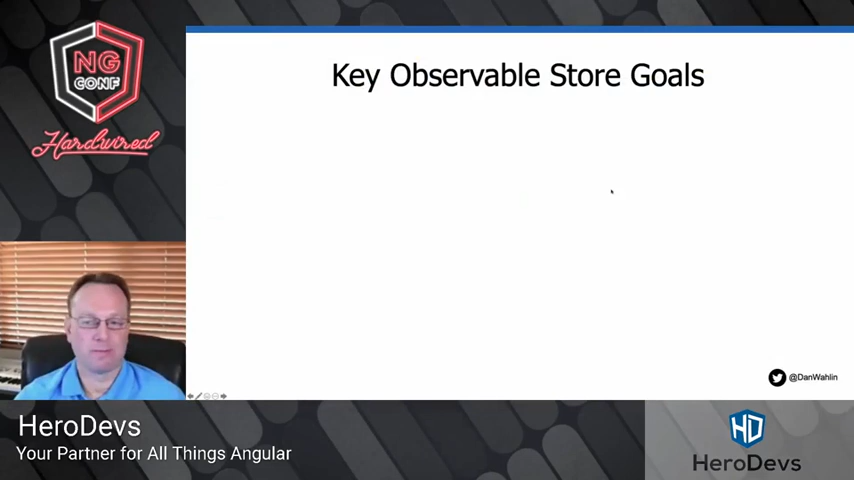 NG
CONF
Hardwired
Key Observable Store Goals
@DanWahlin
HeroDevs
Your Partner for All Things Angular
HD
HeroDevs